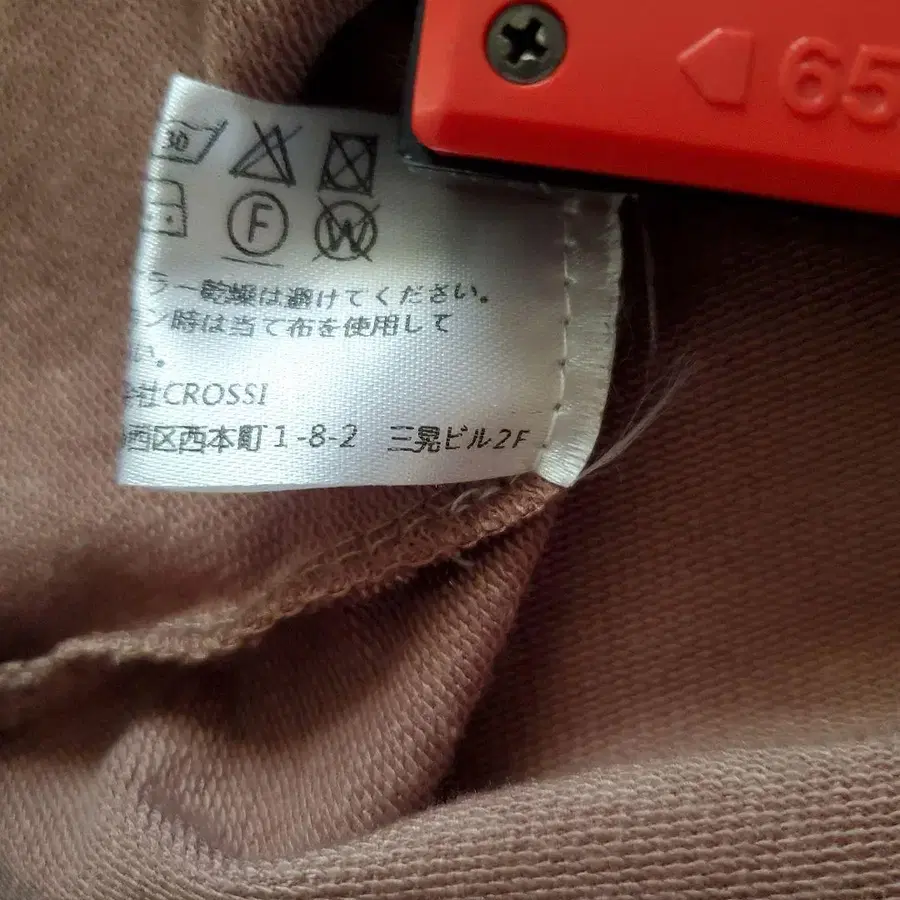 65
30
F
W
ラー乾燥は避けてください。
ン時は当て布を使用して
い。
社CROSSI
西区西本町1-8-2 三晃ビル2F